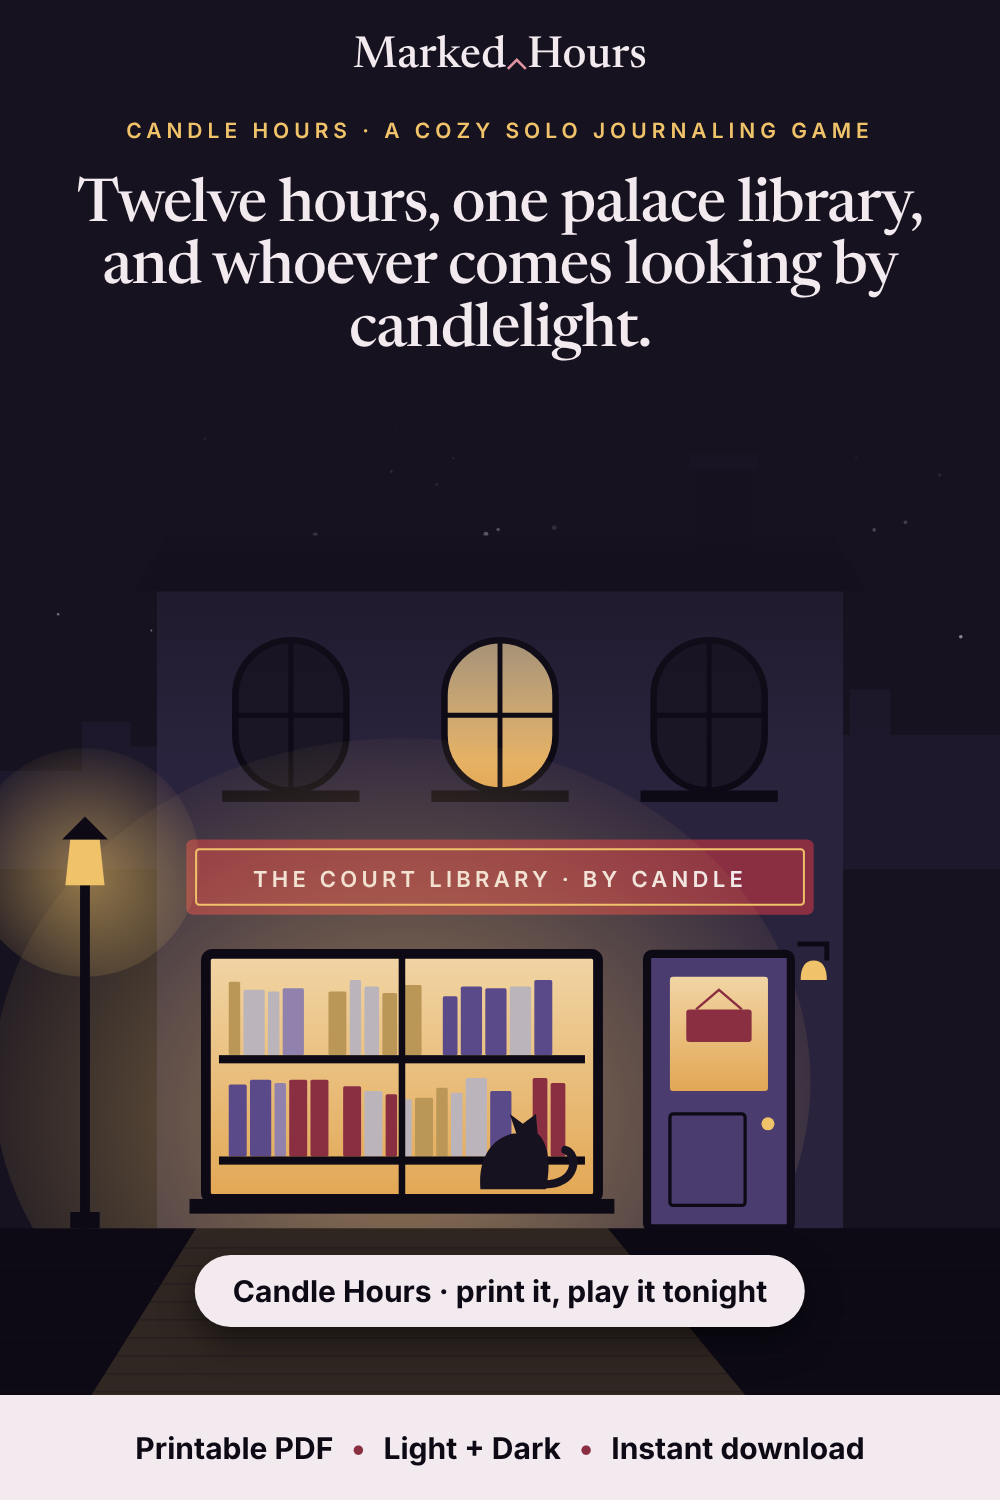 Marked‸Hours
CANDLE HOURS · A COZY SOLO JOURNALING GAME
Twelve hours, one palace library,
and whoever comes looking by
candlelight.
THE COURT LIBRARY · BY CANDLE
Candle Hours · print it, play it tonight
Printable PDF • Light + Dark • Instant download